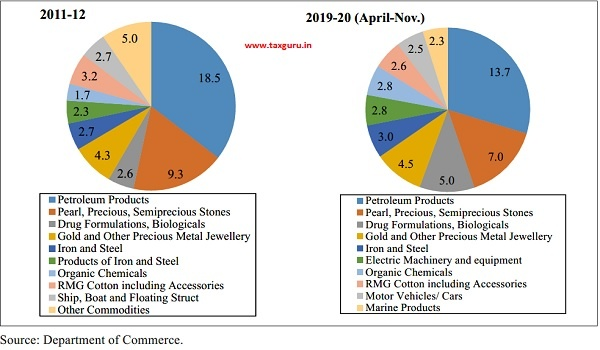 2011-12
5.0
2.7
3.2
1.7
2.3
2.7
4.3
2.6
9.3
18.5
Petroleum Products
Pearl, Precious, Semiprecious Stones
Drug Formulations, Biologicals
Gold and Other Precious Metal Jewellery
Iron and Steel
Products of Iron and Steel
Organic Chemicals
RMG Cotton including Accessories
Ship, Boat and Floating Struct
Other Commodities
www.taxguru.in
2019-20 (April-Nov.)
2.3
2.5
2.6
2.8
2.8
3.0
4.5
5.0
7.0
13.7
Petroleum Products
Pearl, Precious, Semiprecious Stones
Drug Formulations, Biologicals
Gold and Other Precious Metal Jewellery
Iron and Steel
Electric Machinery and equipment
Organic Chemicals
RMG Cotton including Accessories
Motor Vehicles/ Cars
Marine Products
Source: Department of Commerce.